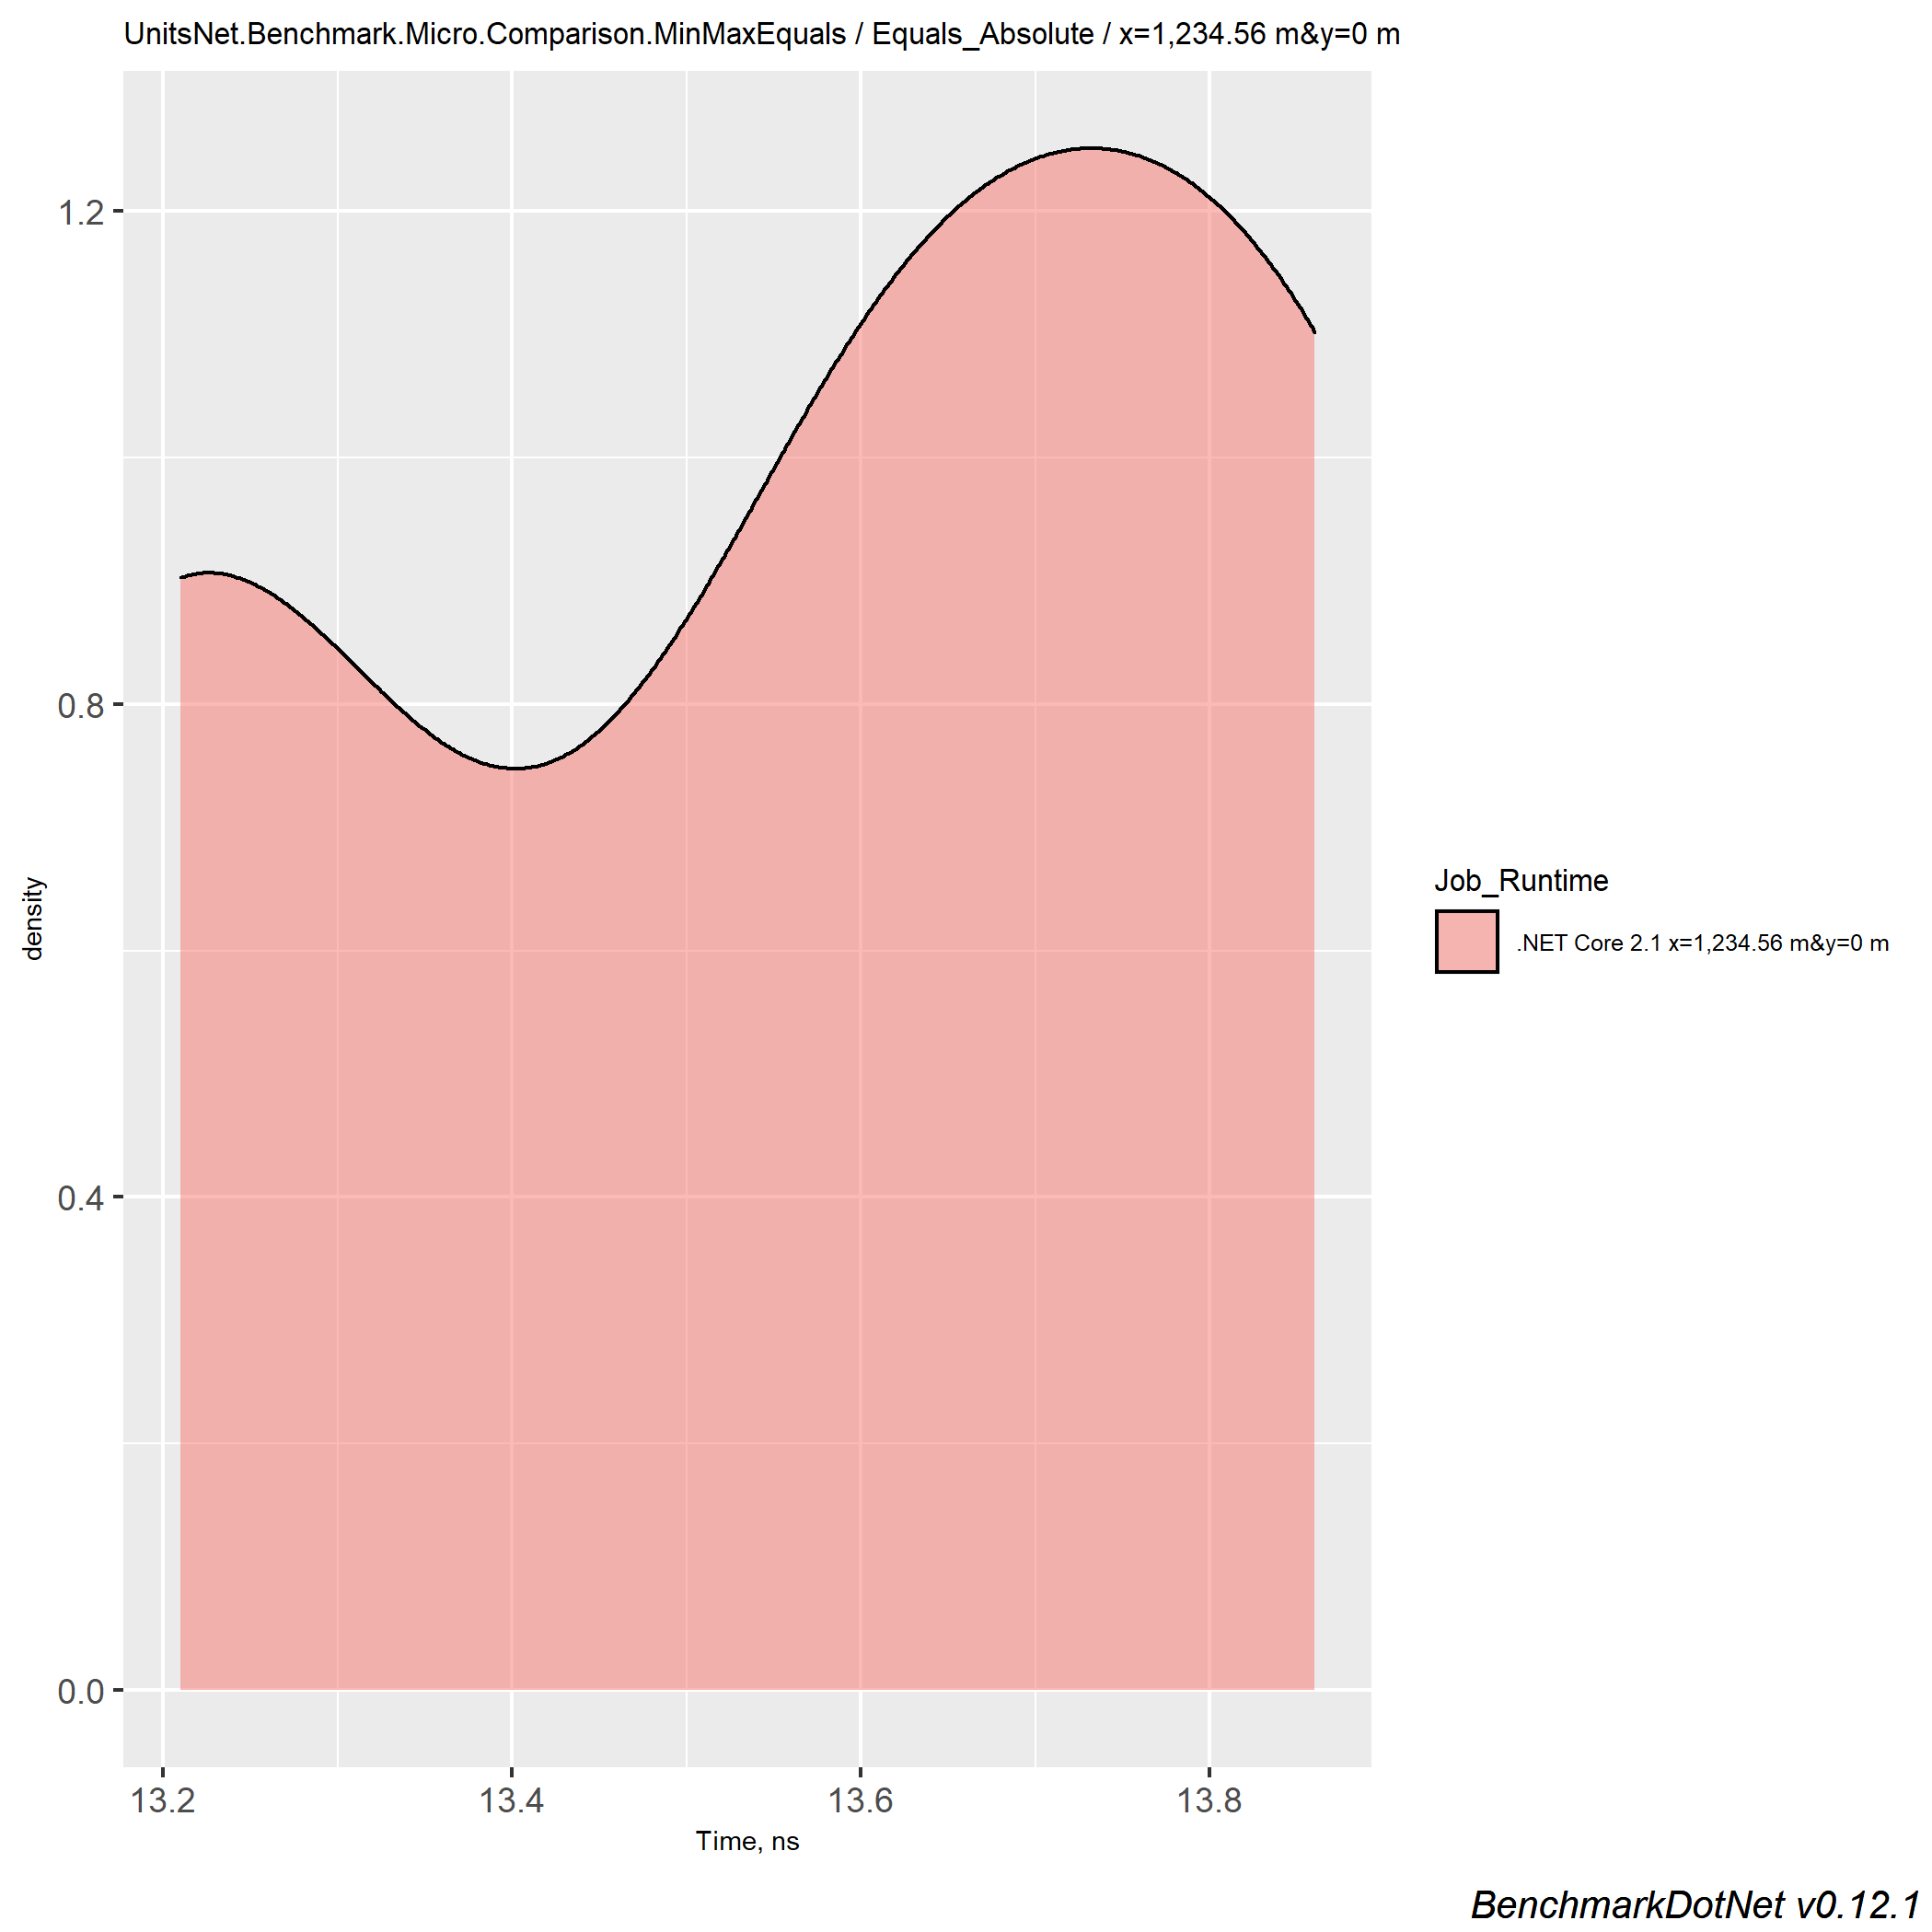 UnitsNet.Benchmark.Micro.Comparison.MinMaxEquals / Equals_Absolute / x=1,234.56 m&y=0 m
1.2
0.8
0.4
0.0
density
13.2 13.4 13.6 13.8
Time, ns
Job_Runtime
.NET Core 2.1 x=1,234.56 m&y=0 m
BenchmarkDotNet v0.12.1